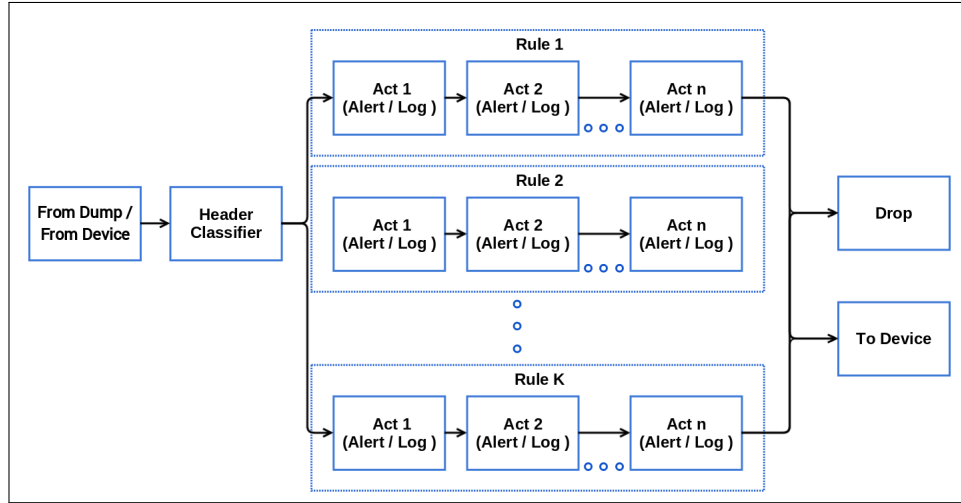 Rule 1
Act 1
(Alert / Log )
Act 2
(Alert / Log )
Act n
(Alert / Log )
Rule 2
Act 1
(Alert / Log )
Act 2
(Alert / Log )
Act n
(Alert / Log )
From Dump /
From Device
Header
Classifier
Drop
To Device
Rule K
Act 1
(Alert / Log )
Act 2
(Alert / Log )
Act n
(Alert / Log )